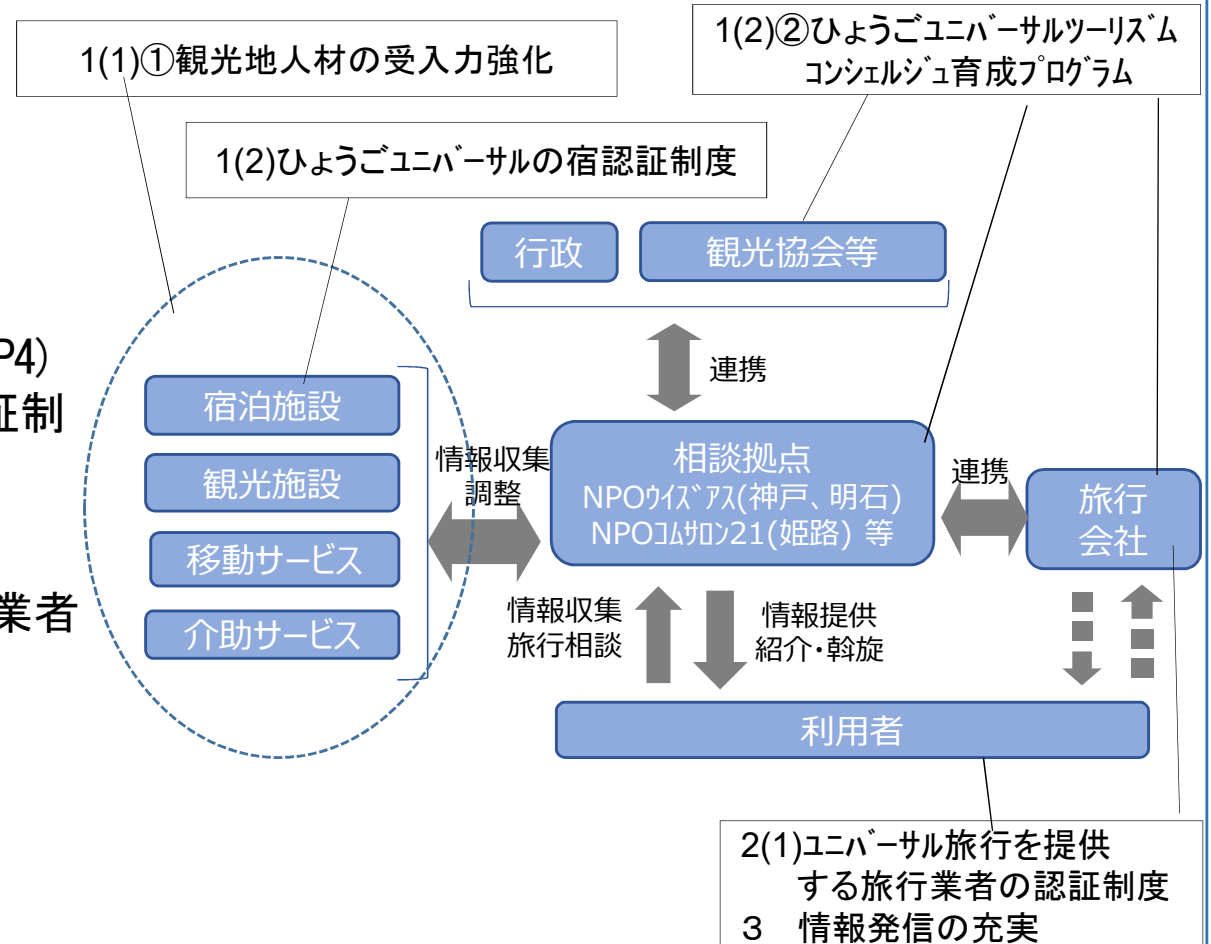 1(1)①観光地人材の受入力強化
1(2)②ひょうごユニバーサルツーリズム
コンシェルジュ育成プログラム
1(2)ひょうごユニバーサルの宿認証制度
行政
観光協会等
P4)
証制
業者
連携
宿泊施設
観光施設
移動サービス
介助サービス
情報収集
調整
相談拠点
NPOウィズアス(神戸、明石)
NPOコムサロン21(姫路) 等
連携
旅行
会社
情報収集
旅行相談
情報提供
紹介・斡旋
利用者
2(1)ユニバーサル旅行を提供
する旅行業者の認証制度
3 情報発信の充実